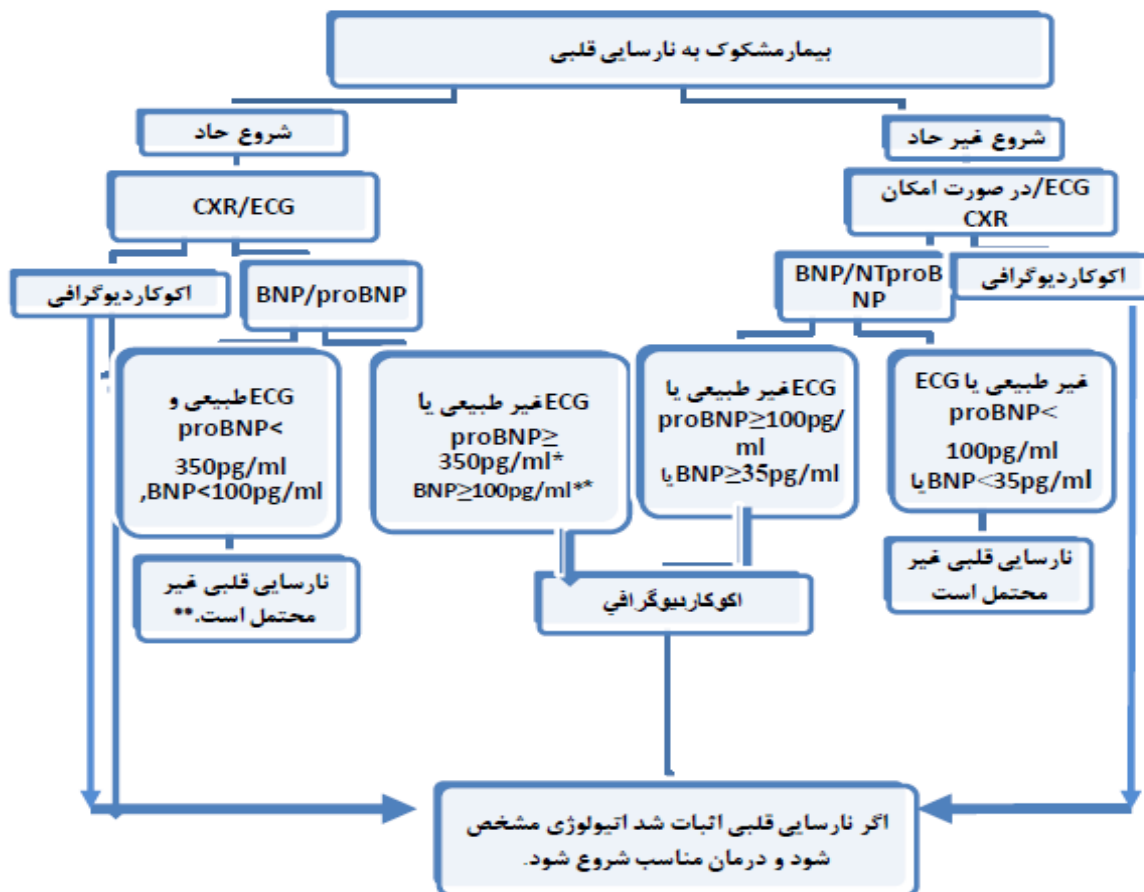 بیمارمشکوک به نارسایی قلبی
شروع حاد
شروع غیر حاد
CXR/ECG
ECG/در صورت امکان
CXR
اکوکاردیوگرافی
BNP/proBNP
BNP/NTproB
NP
اکوکاردیوگرافی
ECGطبیعی و
proBNP<
350pg/ml
,BNP<100pg/ml
ECGغیر طبیعی یا
proBNP≥
350pg/ml*
BNP≥100pg/ml**
ECGغیر طبیعی یا
proBNP≥100pg/
ml
یاBNP≥35pg/ml
غیر طبیعی یا ECG
proBNP<
100pg/ml
یاBNP<35pg/ml
نارسایی قلبی غیر
محتمل است.**
اکوکاردیوگرافي
نارسایی قلبی غیر
محتمل است
اگر نارسایی قلبی اثبات شد اتیولوژی مشخص
شود و درمان مناسب شروع شود.